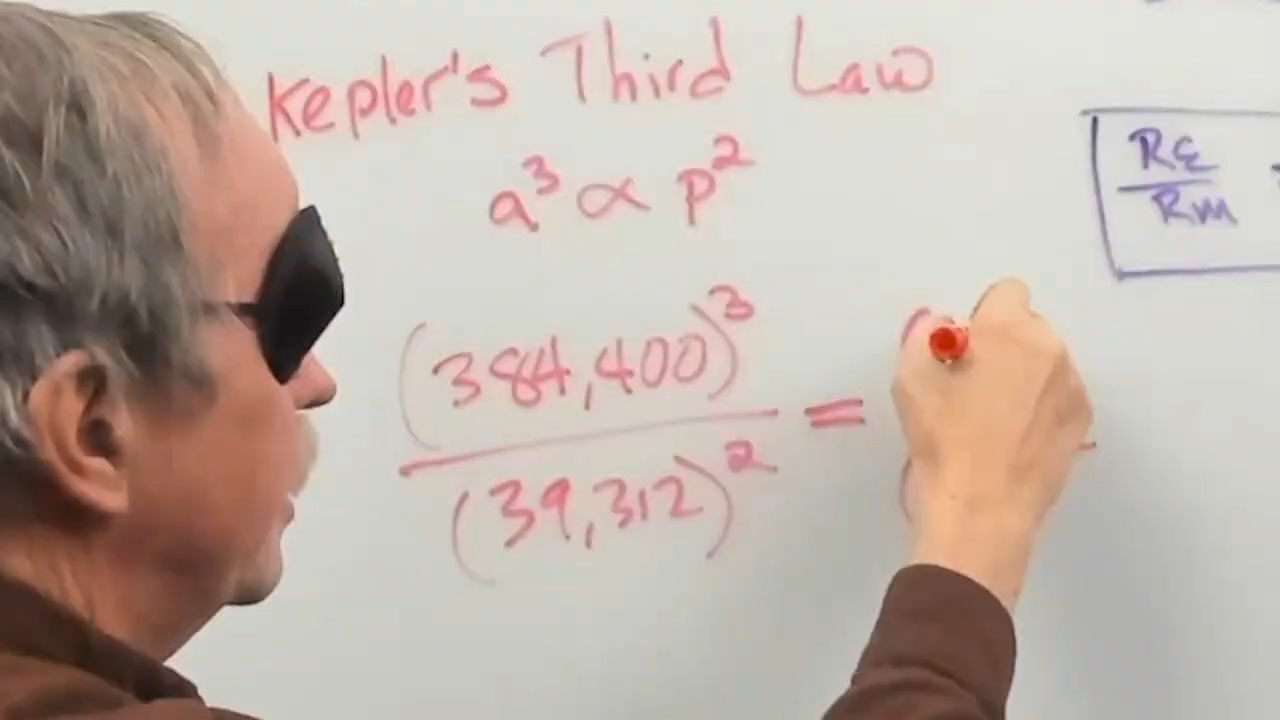 Kepler's Third Law
a³ ∝ p²
(384,400)³
(39,312)²
=
RE
Rm